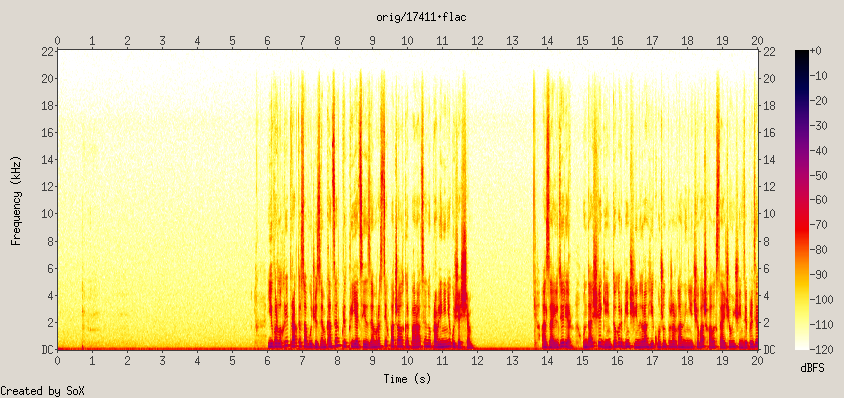 orig/17411•flac
0 1 2 3 4 5 6 7 8 9 10 11 12 13 14 15 16 17 18 19 20
22 22 +0
20 20 -10
18 18 -20
16 16 -30
14 14 -40
12 12 -50
10 10 -60
8 8 -70
6 6 -80
4 4 -90
2 2 -100
DC DC -110
-120
Frequency (kHz)
0 1 2 3 4 5 6 7 8 9 10 11 12 13 14 15 16 17 18 19 20
Time (s)
dBFS
Created by SoX